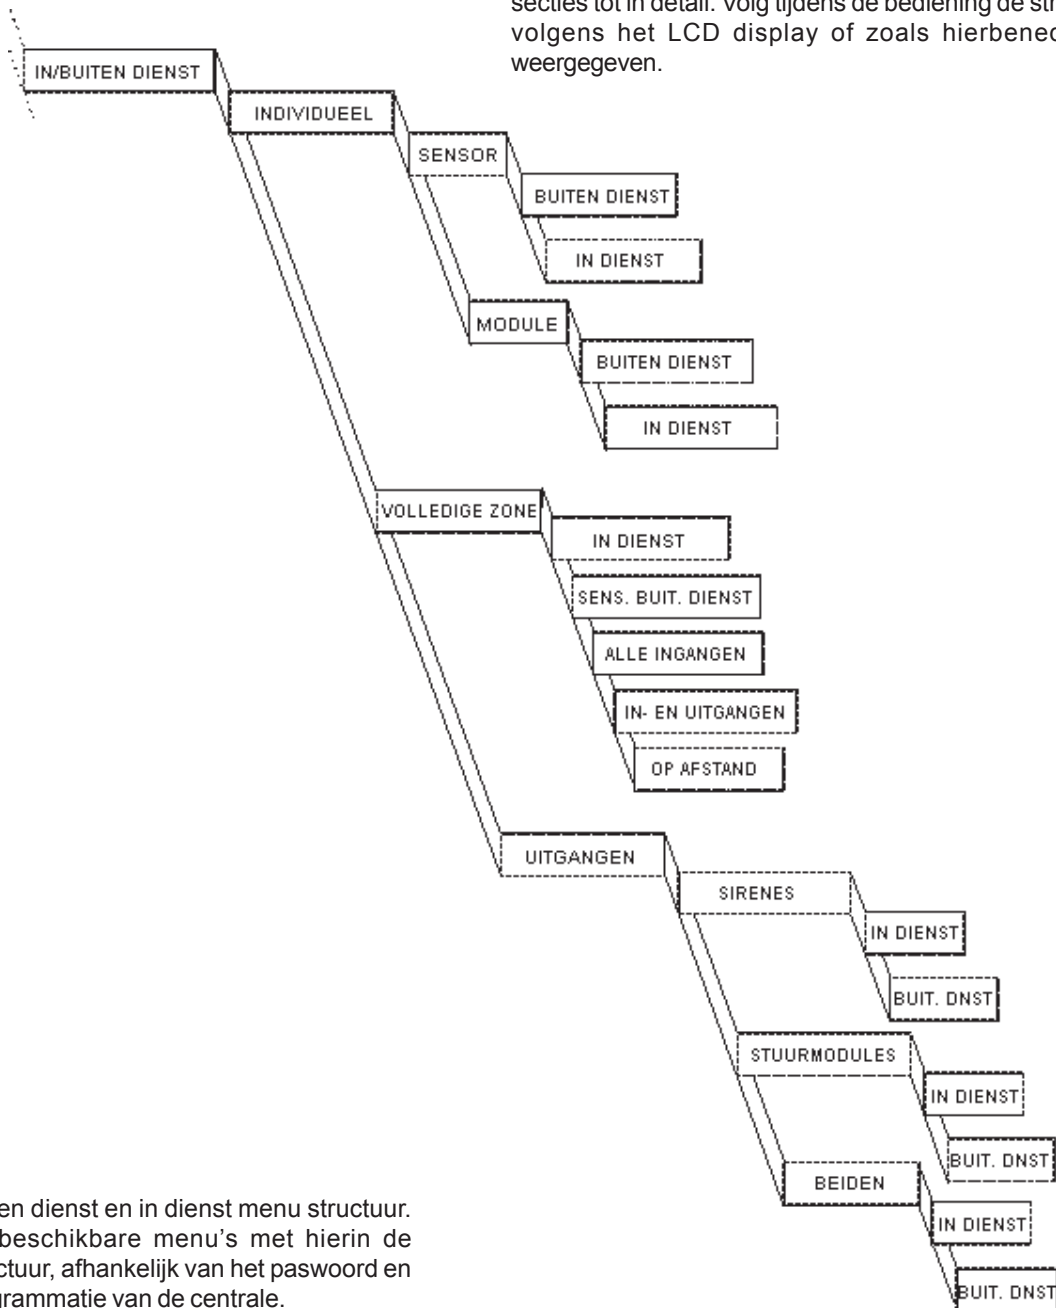 secties tot in detail. Volg tijdens de bediening de
volgens het LCD display of zoals
weergegeven.
IN/BUITEN DIENST
INDIVIDUEEL
SENSOR
BUITEN DIENST
IN DIENST
MODULE
BUITEN DIENST
IN DIENST
VOLLEDIGE ZONE
IN DIENST
SENS. BUIT. DIENST
ALLE INGANGEN
IN- EN UITGANGEN
OP AFSTAND
UITGANGEN
SIRENES
IN DIENST
BUIT. DNST
STUURMODULES
IN DIENST
BUIT. DNST
BEIDEN
IN DIENST
BUIT. DNST
en dienst en in dienst menu structuur.
beschikbare menu's met hierin de
ctuur, afhankelijk van het paswoord en
grammatie van de centrale.